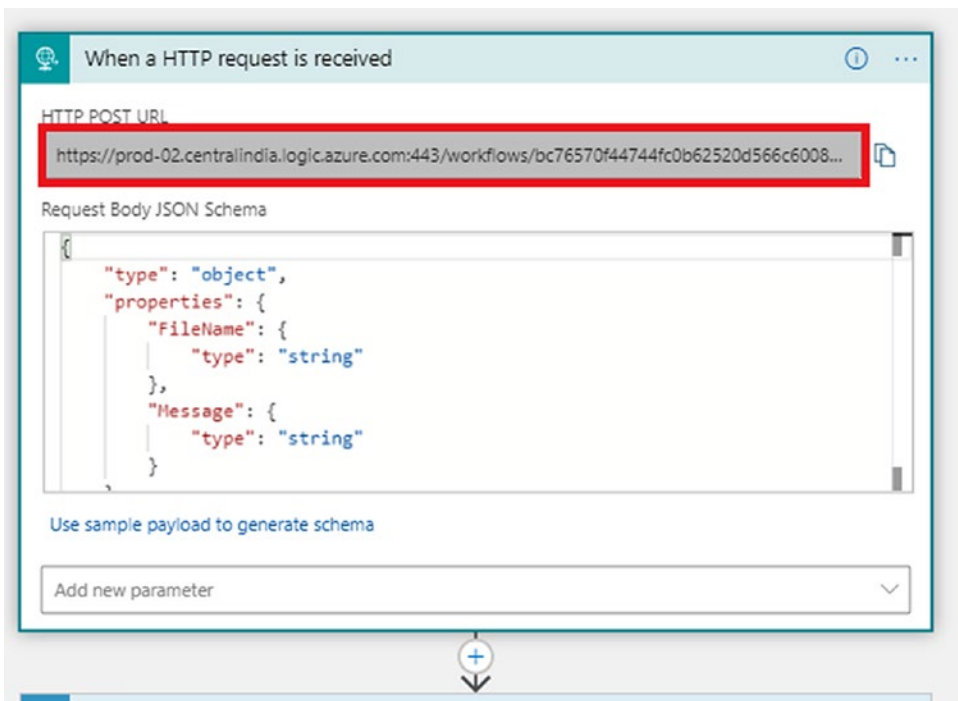 When a HTTP request is received
HTTP POST URL
https://prod-02.centralindia.logic.azure.com:443/workflows/bc76570f44744fc0b62520d566c6008...
Request Body JSON Schema
{
"type": "object",
"properties": {
"FileName": {
"type": "string"
},
"Message": {
"type": "string"
}
Use sample payload to generate schema
Add new parameter